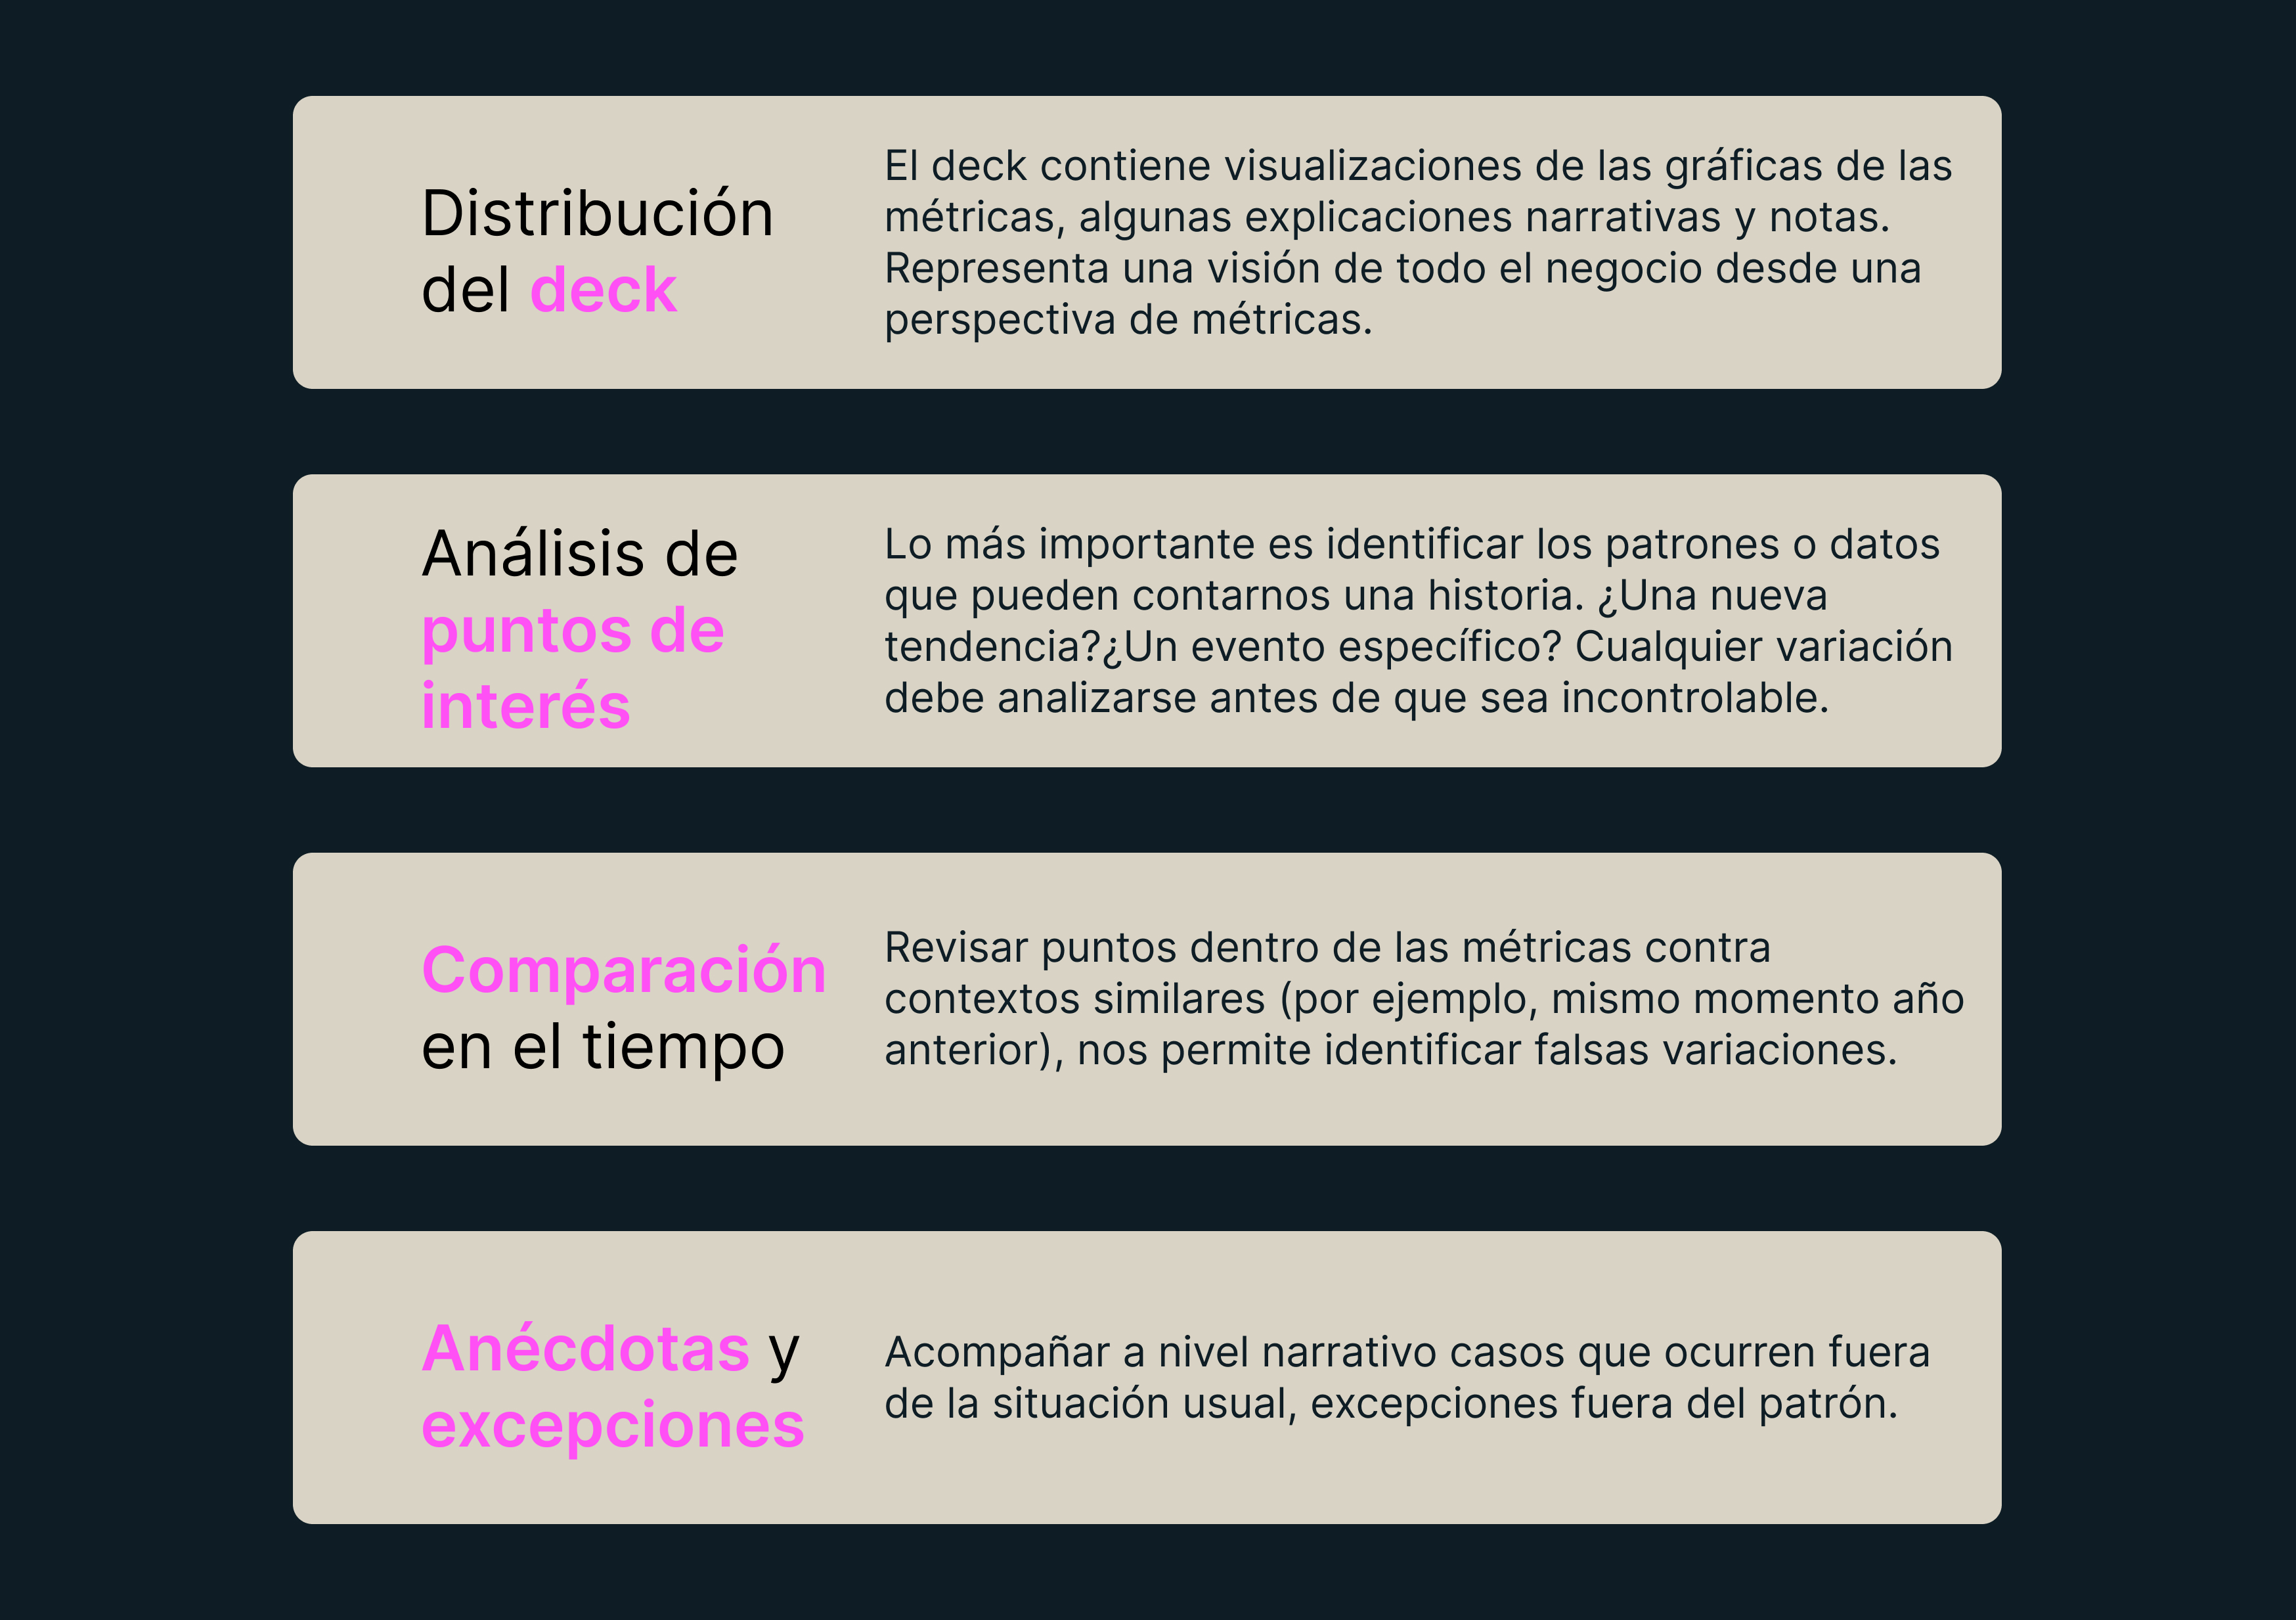 Distribución
del deck
El deck contiene visualizaciones de las gráficas de las
métricas, algunas explicaciones narrativas y notas.
Representa una visión de todo el negocio desde una
perspectiva de métricas.
Análisis de
puntos de
interés
Lo más importante es identificar los patrones o datos
que pueden contarnos una historia. ¿Una nueva
tendencia?¿Un evento específico? Cualquier variación
debe analizarse antes de que sea incontrolable.
Comparación
en el tiempo
Revisar puntos dentro de las métricas contra
contextos similares (por ejemplo, mismo momento año
anterior), nos permite identificar falsas variaciones.
Anécdotas y
excepciones
Acompañar a nivel narrativo casos que ocurren fuera
de la situación usual, excepciones fuera del patrón.